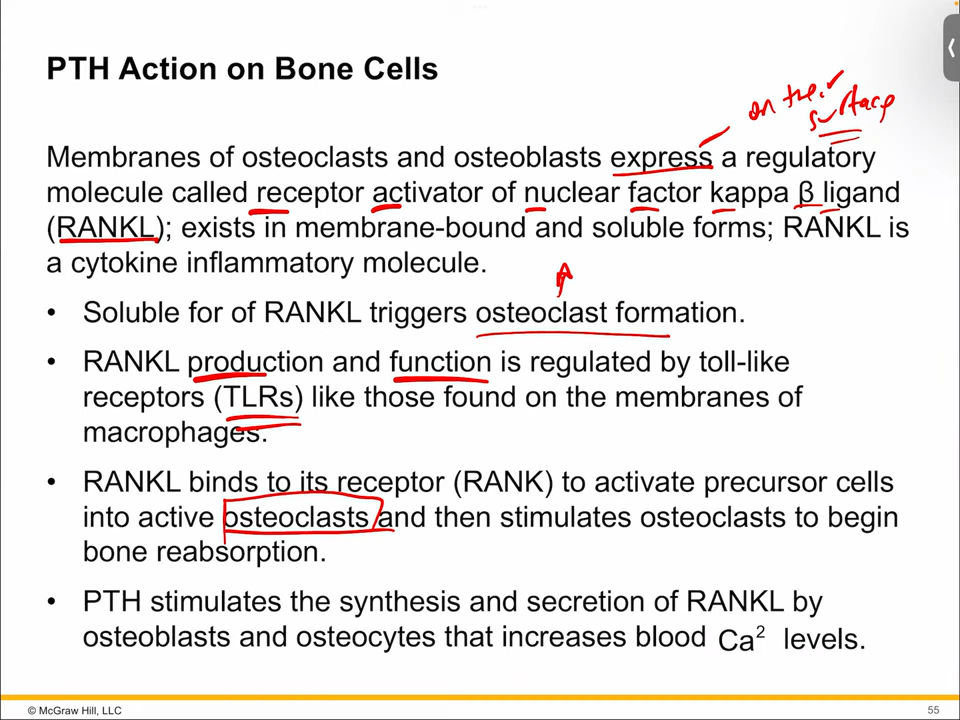 PTH Action on Bone Cells
on the
surface
Membranes of osteoclasts and osteoblasts express a regulatory
molecule called receptor activator of nuclear factor kappa β ligand
(RANKL); exists in membrane-bound and soluble forms; RANKL is
a cytokine inflammatory molecule.
• Soluble for of RANKL triggers osteoclast formation.
• RANKL production and function is regulated by toll-like
receptors (TLRs) like those found on the membranes of
macrophages.
• RANKL binds to its receptor (RANK) to activate precursor cells
into active osteoclasts and then stimulates osteoclasts to begin
bone reabsorption.
• PTH stimulates the synthesis and secretion of RANKL by
osteoblasts and osteocytes that increases blood Ca² levels.
© McGraw Hill, LLC
55